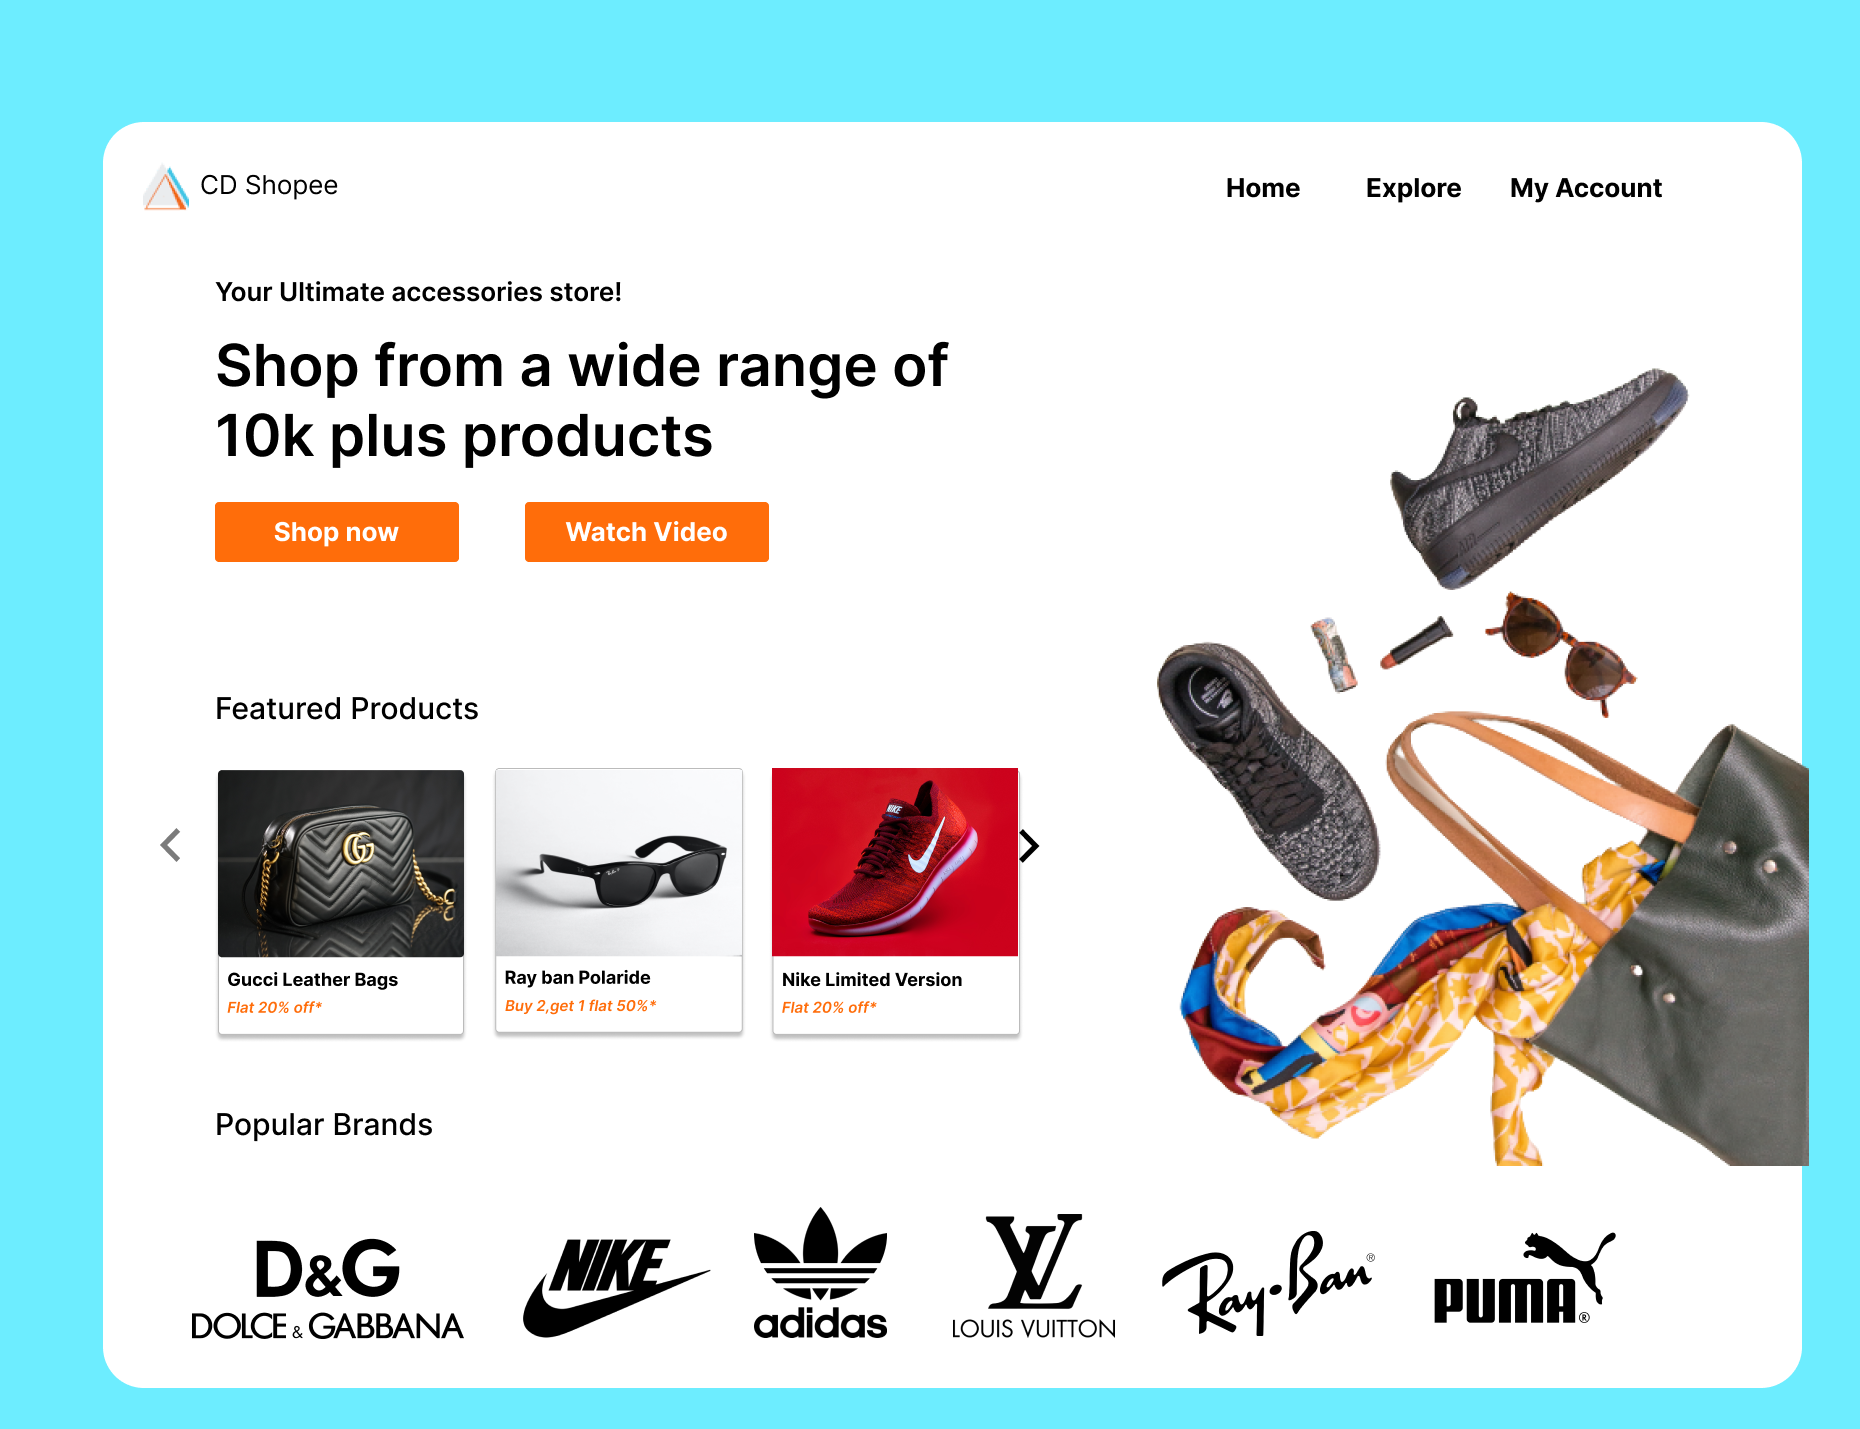 CD Shopee
Home Explore My Account
Your Ultimate accessories store!
Shop from a wide range of
10k plus products
Shop now Watch Video
Featured Products
NIKE
Gucci Leather Bags
Flat 20% off*
Ray ban Polaride
Buy 2,get 1 flat 50%*
Nike Limited Version
Flat 20% off*
Popular Brands
D&G
DOLCE & GABBANA
NIKE
adidas
LV
LOUIS VUITTON
Ray-Ban®
PUMA®